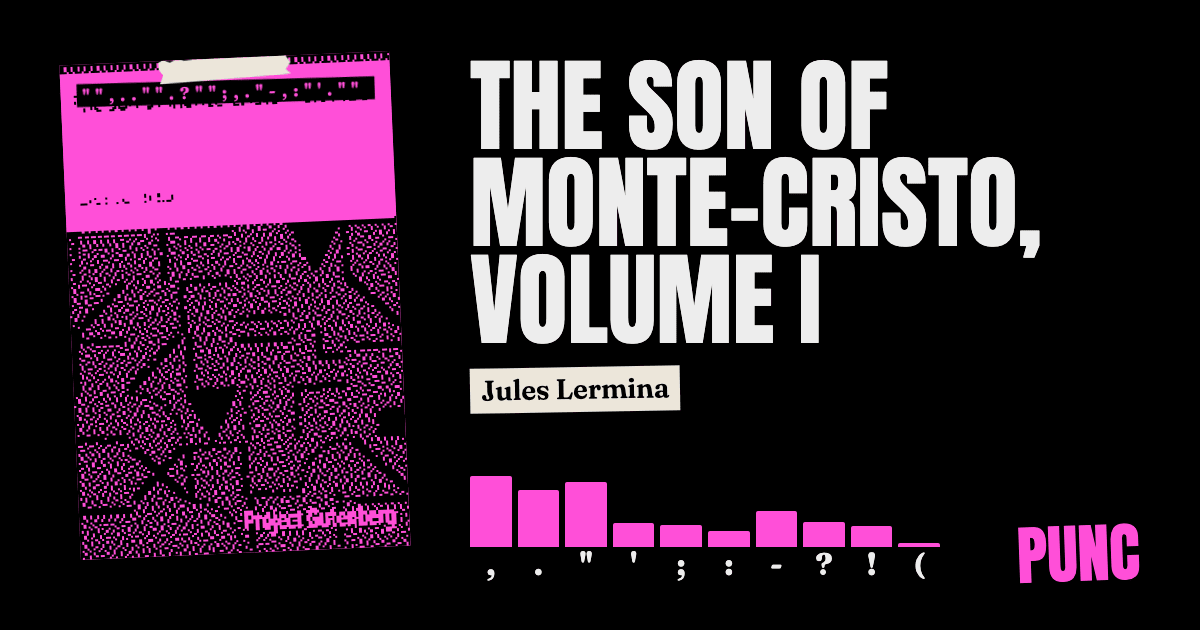 "",.."".?"";,."-,:"'.""
Project Gutenberg
THE SON OF
MONTE-CRISTO,
VOLUME I
Jules Lermina
, . " ' ; : - ? ! (
PUNC